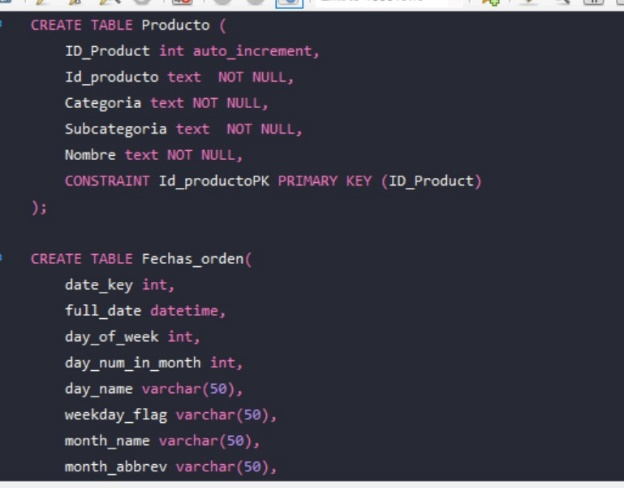 CREATE TABLE Producto (
ID_Product int auto_increment,
Id_producto text  NOT NULL,
Categoria text NOT NULL,
Subcategoria text  NOT NULL,
Nombre text NOT NULL,
CONSTRAINT Id_productoPK PRIMARY KEY (ID_Product)
);
CREATE TABLE Fechas_orden(
date_key int,
full_date datetime,
day_of_week int,
day_num_in_month int,
day_name varchar(50),
weekday_flag varchar(50),
month_name varchar(50),
month_abbrev varchar(50),